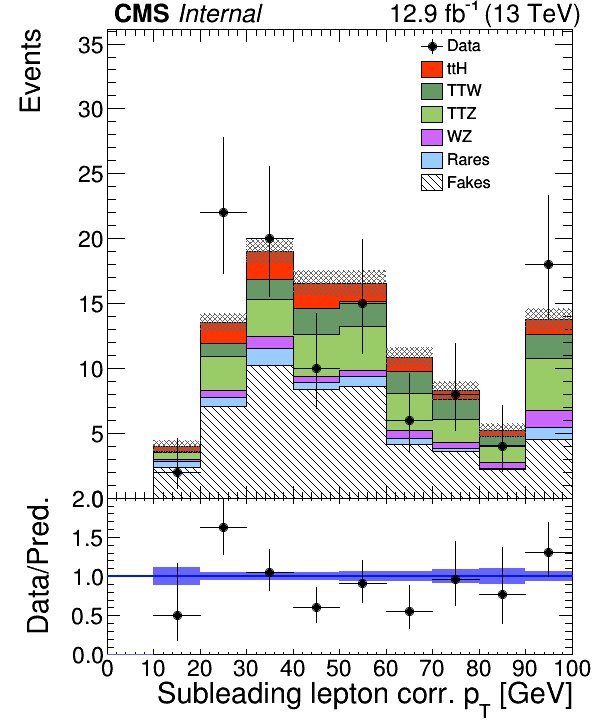 CMS Internal 12.9 fb⁻¹ (13 TeV)
Events
35
30
25
20
15
10
5
Data
ttH
TTW
TTZ
WZ
Rares
Fakes
Data/Pred.
2.0
1.5
1.0
0.5
0.0
0 10 20 30 40 50 60 70 80 90 100
Subleading lepton corr. p_T [GeV]